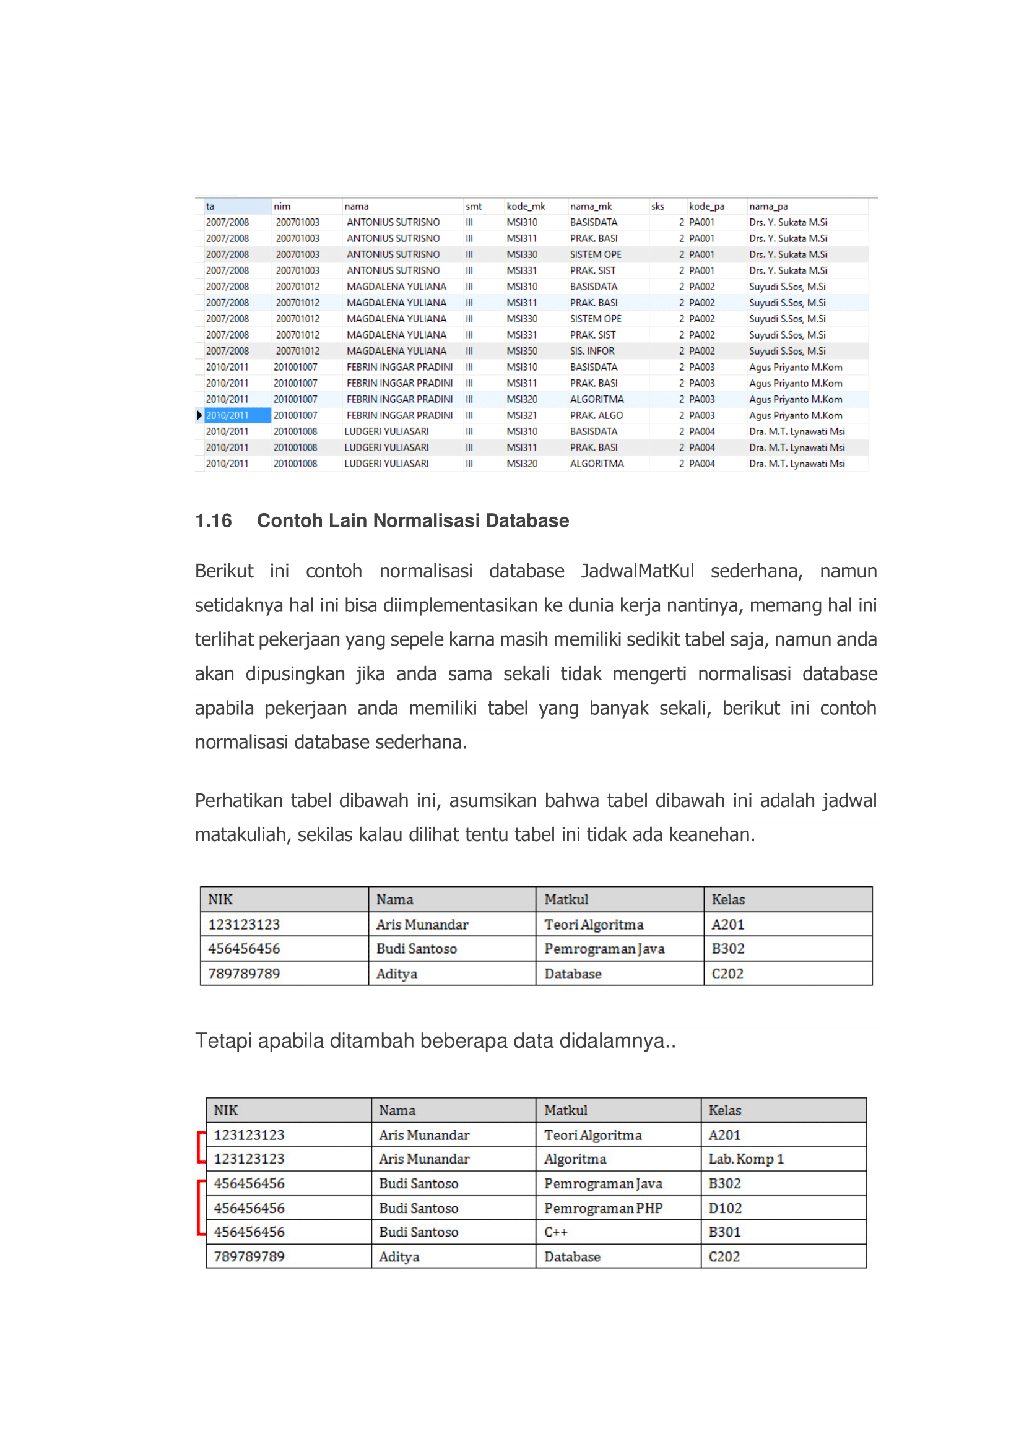 ta nim nama smt kode_mk nama_mk sks kode_pa nama_pa
2007/2008 200701003 ANTONIUS SUTRISNO III MSI310 BASISDATA 2 PA001 Drs. Y. Sukata M.Si
2007/2008 200701003 ANTONIUS SUTRISNO III MSI311 PRAK. BASI 2 PA001 Drs. Y. Sukata M.Si
2007/2008 200701003 ANTONIUS SUTRISNO III MSI330 SISTEM OPE 2 PA001 Drs. Y. Sukata M.Si
2007/2008 200701003 ANTONIUS SUTRISNO III MSI331 PRAK. SIST 2 PA001 Drs. Y. Sukata M.Si
2007/2008 200701012 MAGDALENA YULIANA III MSI310 BASISDATA 2 PA002 Suyudi S.Sos, M.Si
2007/2008 200701012 MAGDALENA YULIANA III MSI311 PRAK. BASI 2 PA002 Suyudi S.Sos, M.Si
2007/2008 200701012 MAGDALENA YULIANA III MSI330 SISTEM OPE 2 PA002 Suyudi S.Sos, M.Si
2007/2008 200701012 MAGDALENA YULIANA III MSI331 PRAK. SIST 2 PA002 Suyudi S.Sos, M.Si
2007/2008 200701012 MAGDALENA YULIANA III MSI350 SIS. INFOR 2 PA002 Suyudi S.Sos, M.Si
2010/2011 201001007 FEBRIN INGGAR PRADINI III MSI310 BASISDATA 2 PA003 Agus Priyanto M.Kom
2010/2011 201001007 FEBRIN INGGAR PRADINI III MSI311 PRAK. BASI 2 PA003 Agus Priyanto M.Kom
2010/2011 201001007 FEBRIN INGGAR PRADINI III MSI320 ALGORITMA 2 PA003 Agus Priyanto M.Kom
2010/2011 201001007 FEBRIN INGGAR PRADINI III MSI321 PRAK. ALGO 2 PA003 Agus Priyanto M.Kom
2010/2011 201001008 LUDGERI YULIASARI III MSI310 BASISDATA 2 PA004 Dra. M.T. Lynawati Msi
2010/2011 201001008 LUDGERI YULIASARI III MSI311 PRAK. BASI 2 PA004 Dra. M.T. Lynawati Msi
2010/2011 201001008 LUDGERI YULIASARI III MSI320 ALGORITMA 2 PA004 Dra. M.T. Lynawati Msi
1.16 Contoh Lain Normalisasi Database
Berikut ini contoh normalisasi database JadwalMatKul sederhana, namun
setidaknya hal ini bisa diimplementasikan ke dunia kerja nantinya, memang hal ini
terlihat pekerjaan yang sepele karna masih memiliki sedikit tabel saja, namun anda
akan dipusingkan jika anda sama sekali tidak mengerti normalisasi database
apabila pekerjaan anda memiliki tabel yang banyak sekali, berikut ini contoh
normalisasi database sederhana.
Perhatikan tabel dibawah ini, asumsikan bahwa tabel dibawah ini adalah jadwal
matakuliah, sekilas kalau dilihat tentu tabel ini tidak ada keanehan.
NIK Nama Matkul Kelas
123123123 Aris Munandar Teori Algoritma A201
456456456 Budi Santoso Pemrograman Java B302
789789789 Aditya Database C202
Tetapi apabila ditambah beberapa data didalamnya..
NIK Nama Matkul Kelas
123123123 Aris Munandar Teori Algoritma A201
123123123 Aris Munandar Algoritma Lab. Komp 1
456456456 Budi Santoso Pemrograman Java B302
456456456 Budi Santoso Pemrograman PHP D102
456456456 Budi Santoso C++ B301
789789789 Aditya Database C202